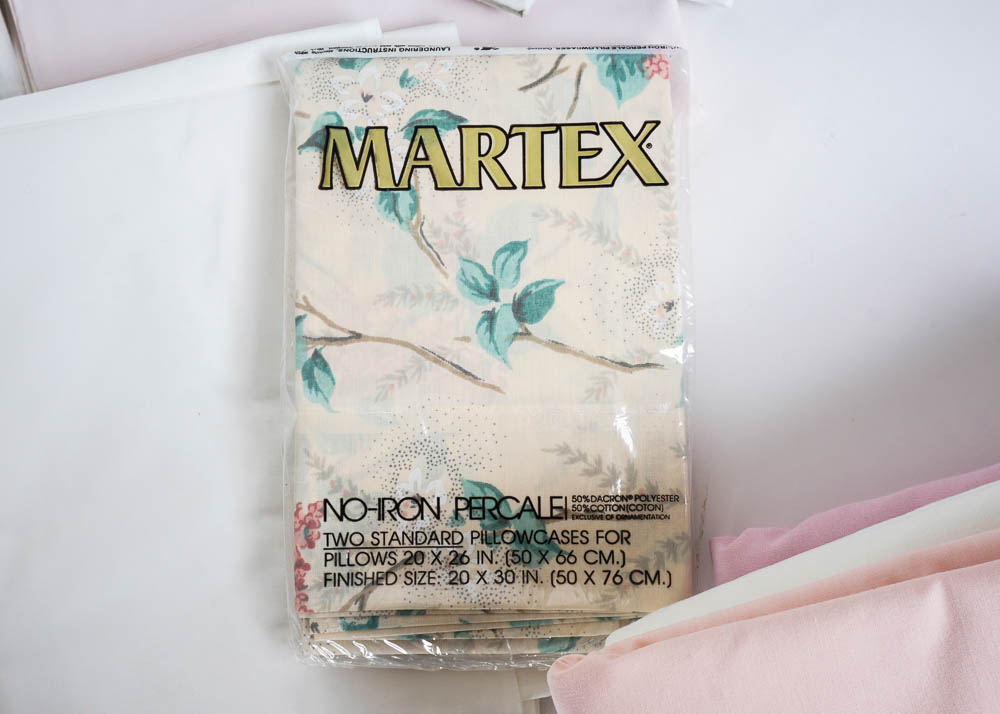 LAUNDERING INSTRUCTIONS:
MARTEX®
NO-IRON PERCALE
50% DACRON® POLYESTER
50% COTTON (COTON)
EXCLUSIVE OF ORNAMENTATION
TWO STANDARD PILLOWCASES FOR
PILLOWS 20 X 26 IN. (50 X 66 CM.)
FINISHED SIZE: 20 X 30 IN. (50 X 76 CM.)